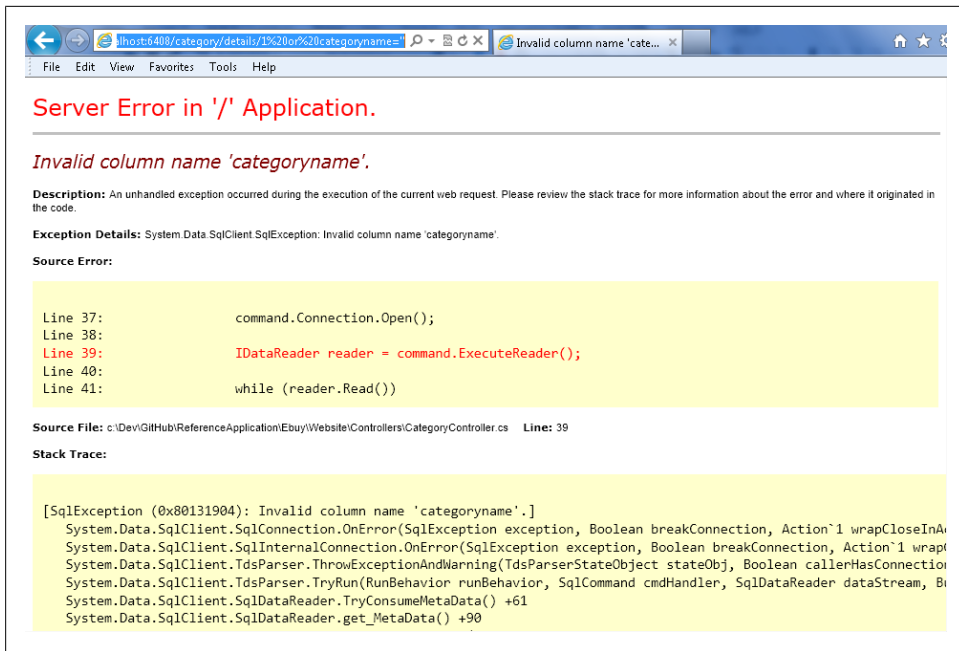 alhost:6408/category/details/1%20or%20categoryname="
Invalid column name 'cate...
File Edit View Favorites Tools Help
Server Error in '/' Application.
Invalid column name 'categoryname'.
Description: An unhandled exception occurred during the execution of the current web request. Please review the stack trace for more information about the error and where it originated in
the code.
Exception Details: System.Data.SqlClient.SqlException: Invalid column name 'categoryname'.
Source Error:
Line 37: command.Connection.Open();
Line 38:
Line 39: IDataReader reader = command.ExecuteReader();
Line 40:
Line 41: while (reader.Read())
Source File: c:\Dev\GitHub\ReferenceApplication\Ebuy\Website\Controllers\CategoryController.cs Line: 39
Stack Trace:
[SqlException (0x80131904): Invalid column name 'categoryname'.]
System.Data.SqlClient.SqlConnection.OnError(SqlException exception, Boolean breakConnection, Action`1 wrapCloseInA
System.Data.SqlClient.SqlInternalConnection.OnError(SqlException exception, Boolean breakConnection, Action`1 wrap
System.Data.SqlClient.TdsParser.ThrowExceptionAndWarning(TdsParserStateObject stateObj, Boolean callerHasConnection
System.Data.SqlClient.TdsParser.TryRun(RunBehavior runBehavior, SqlCommand cmdHandler, SqlDataReader dataStream, B
System.Data.SqlClient.SqlDataReader.TryConsumeMetaData() +61
System.Data.SqlClient.SqlDataReader.get_MetaData() +90